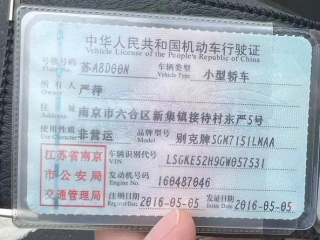 中华人民共和国机动车行驶证
Vehicle License of the People's Republic of China
号牌号码 苏A8D00N 车辆类型 小型轿车
Plate No. Vehicle Type
所有人 严萍
Owner
住址 南京市六合区新集镇接待村东严5号
使用性质 非营运 品牌型号 别克牌SGM7151LMAA
Use Character Model
江苏省南京市公安局交通管理局
车辆识别代号 LSGKE52H9GW057531
VIN
发动机号码 160487046
Engine No.
注册日期 2016-05-05 发证日期 2016-05-05
Register Date Issue Date